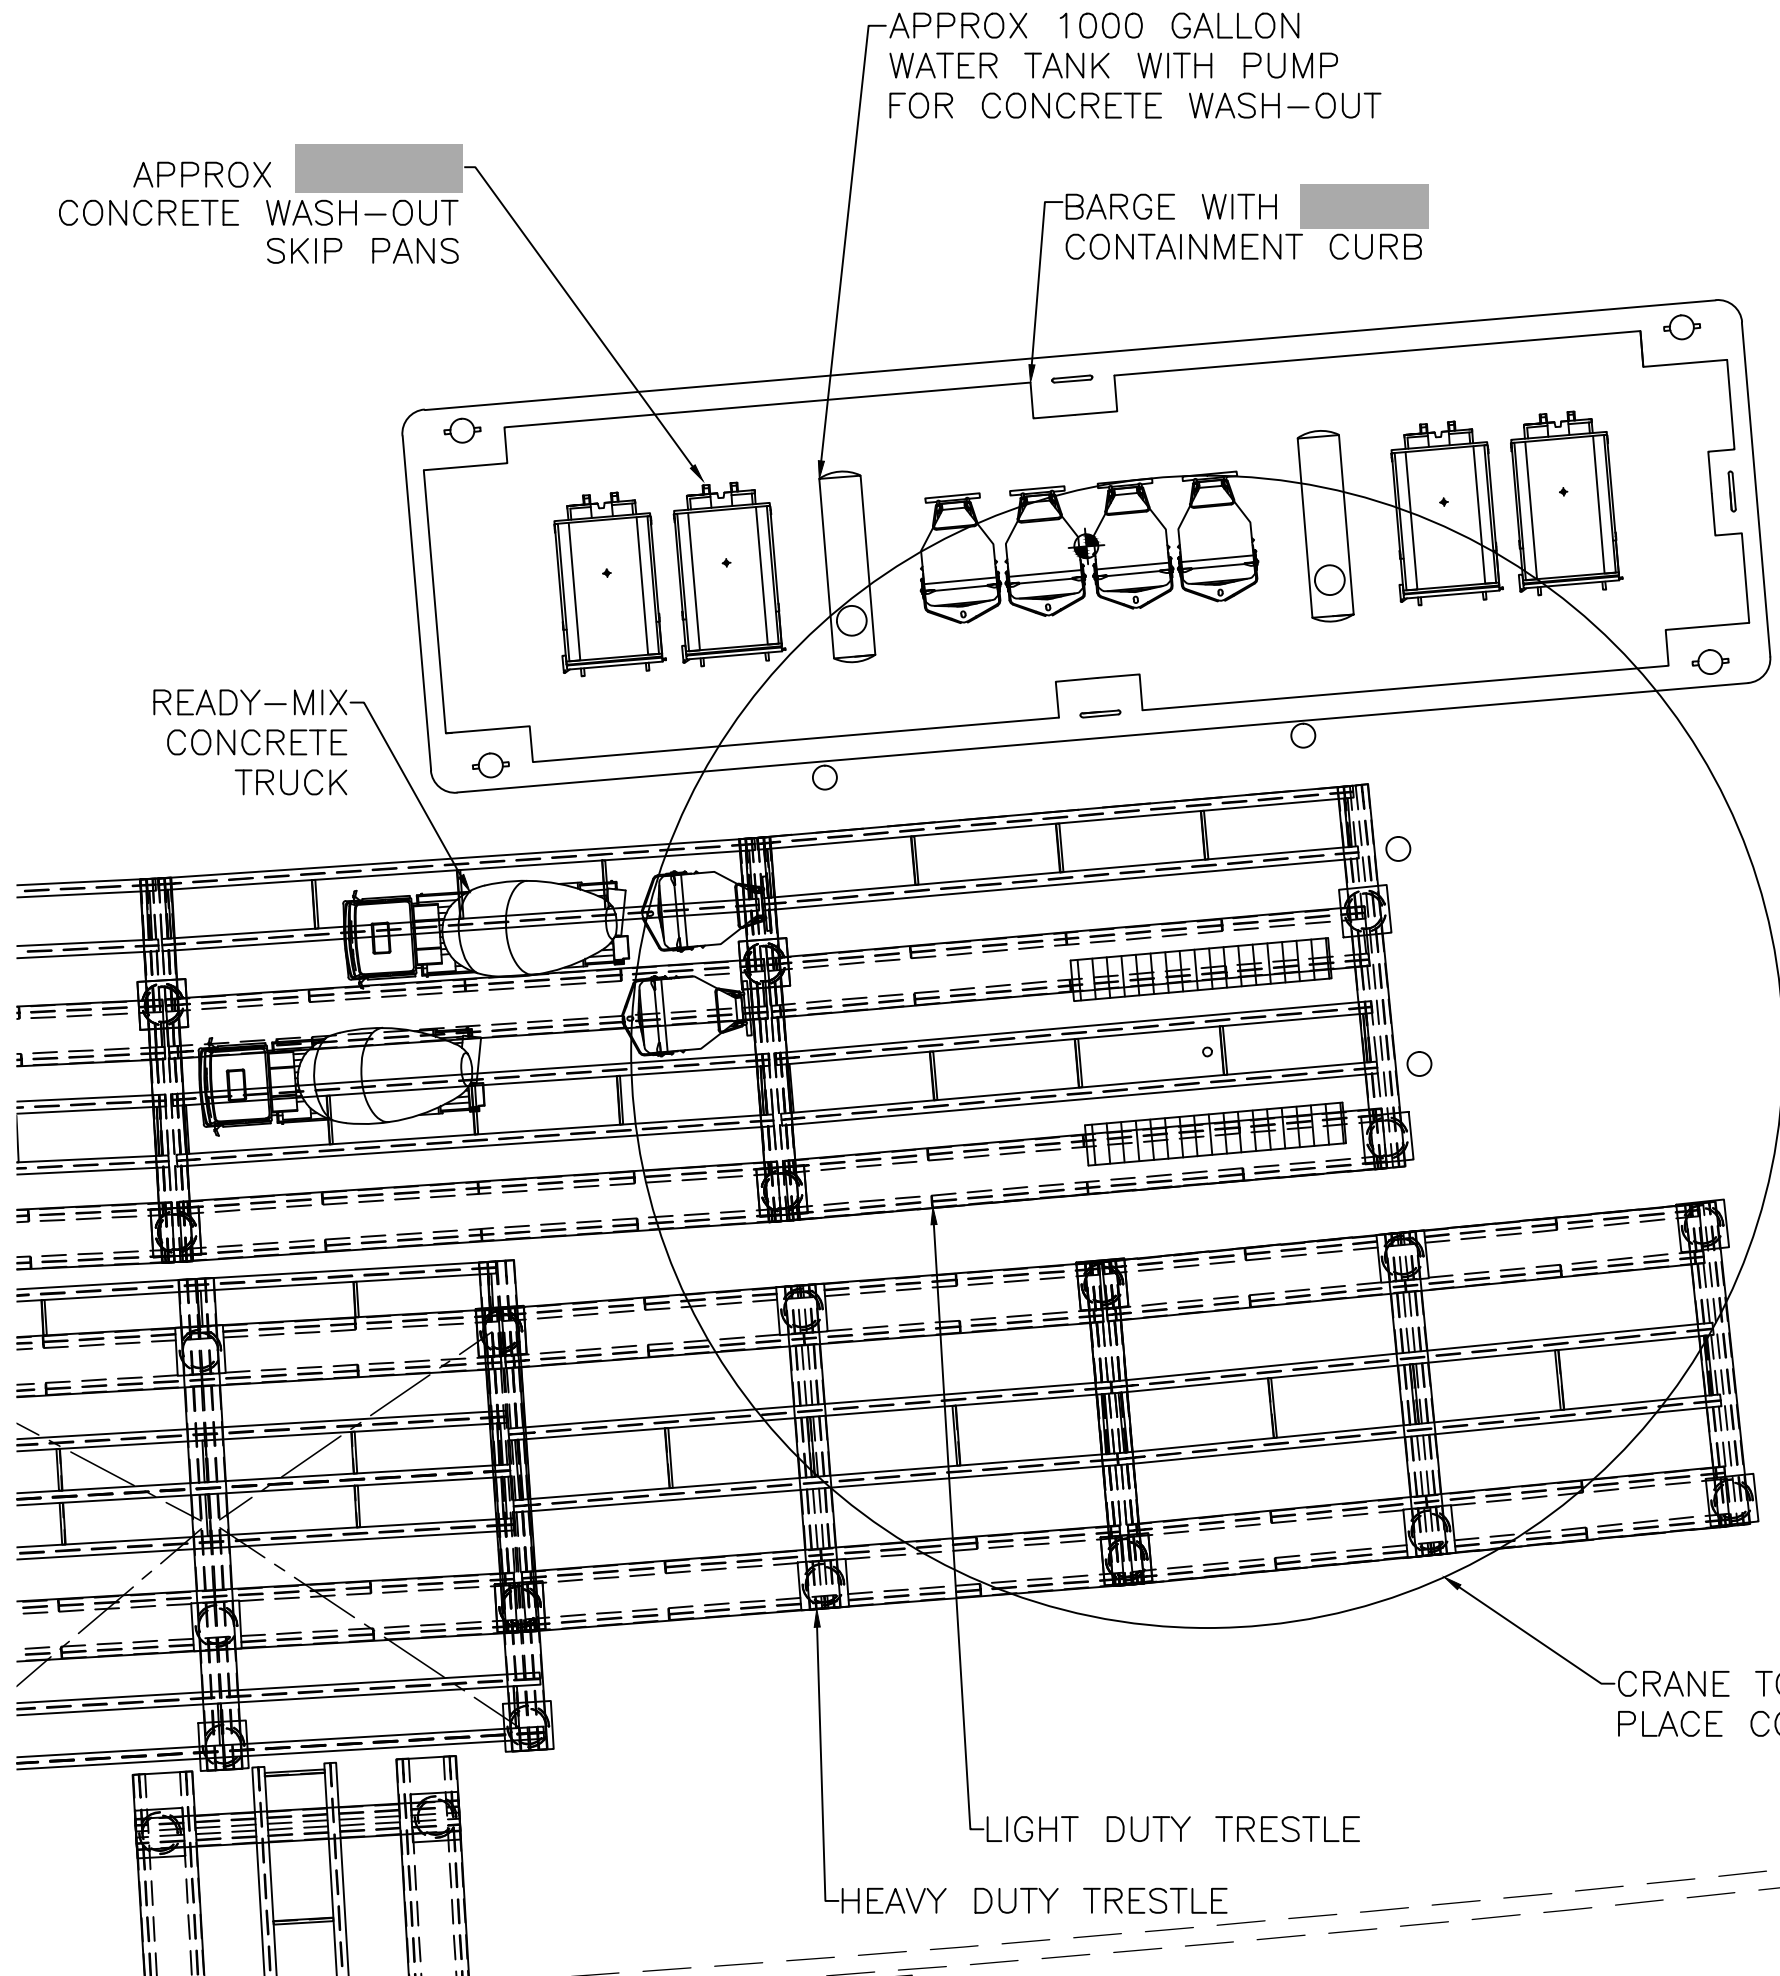 APPROX 1000 GALLON
WATER TANK WITH PUMP
FOR CONCRETE WASH-OUT
APPROX
CONCRETE WASH-OUT
SKIP PANS
BARGE WITH
CONTAINMENT CURB
READY-MIX
CONCRETE
TRUCK
CRANE
PLACE
LIGHT DUTY TRESTLE
HEAVY DUTY TRESTLE